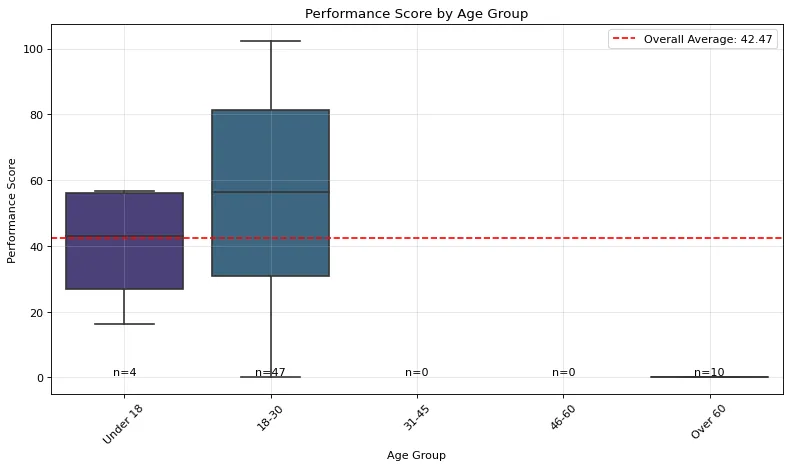 Performance Score by Age Group
Overall Average: 42.47
Performance Score
100
80
60
40
20
0
n=4
n=47
n=0
n=0
n=10
Under 18
18-30
31-45
46-60
Over 60
Age Group